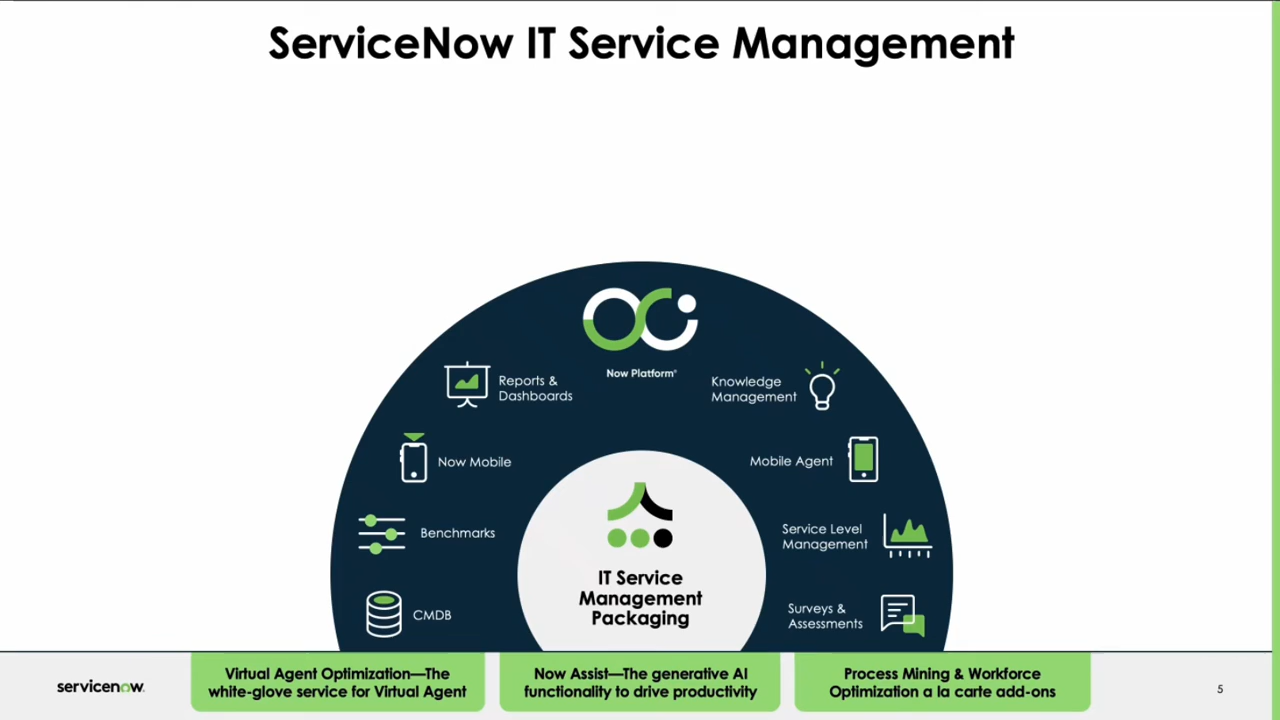 ServiceNow IT Service Management
Now Platform®
Reports &
Dashboards
Knowledge
Management
Now Mobile
Mobile Agent
Benchmarks
Service Level
Management
CMDB
Surveys &
Assessments
IT Service
Management
Packaging
Virtual Agent Optimization—The
white-glove service for Virtual Agent
Now Assist—The generative AI
functionality to drive productivity
Process Mining & Workforce
Optimization a la carte add-ons
servicenow.
5